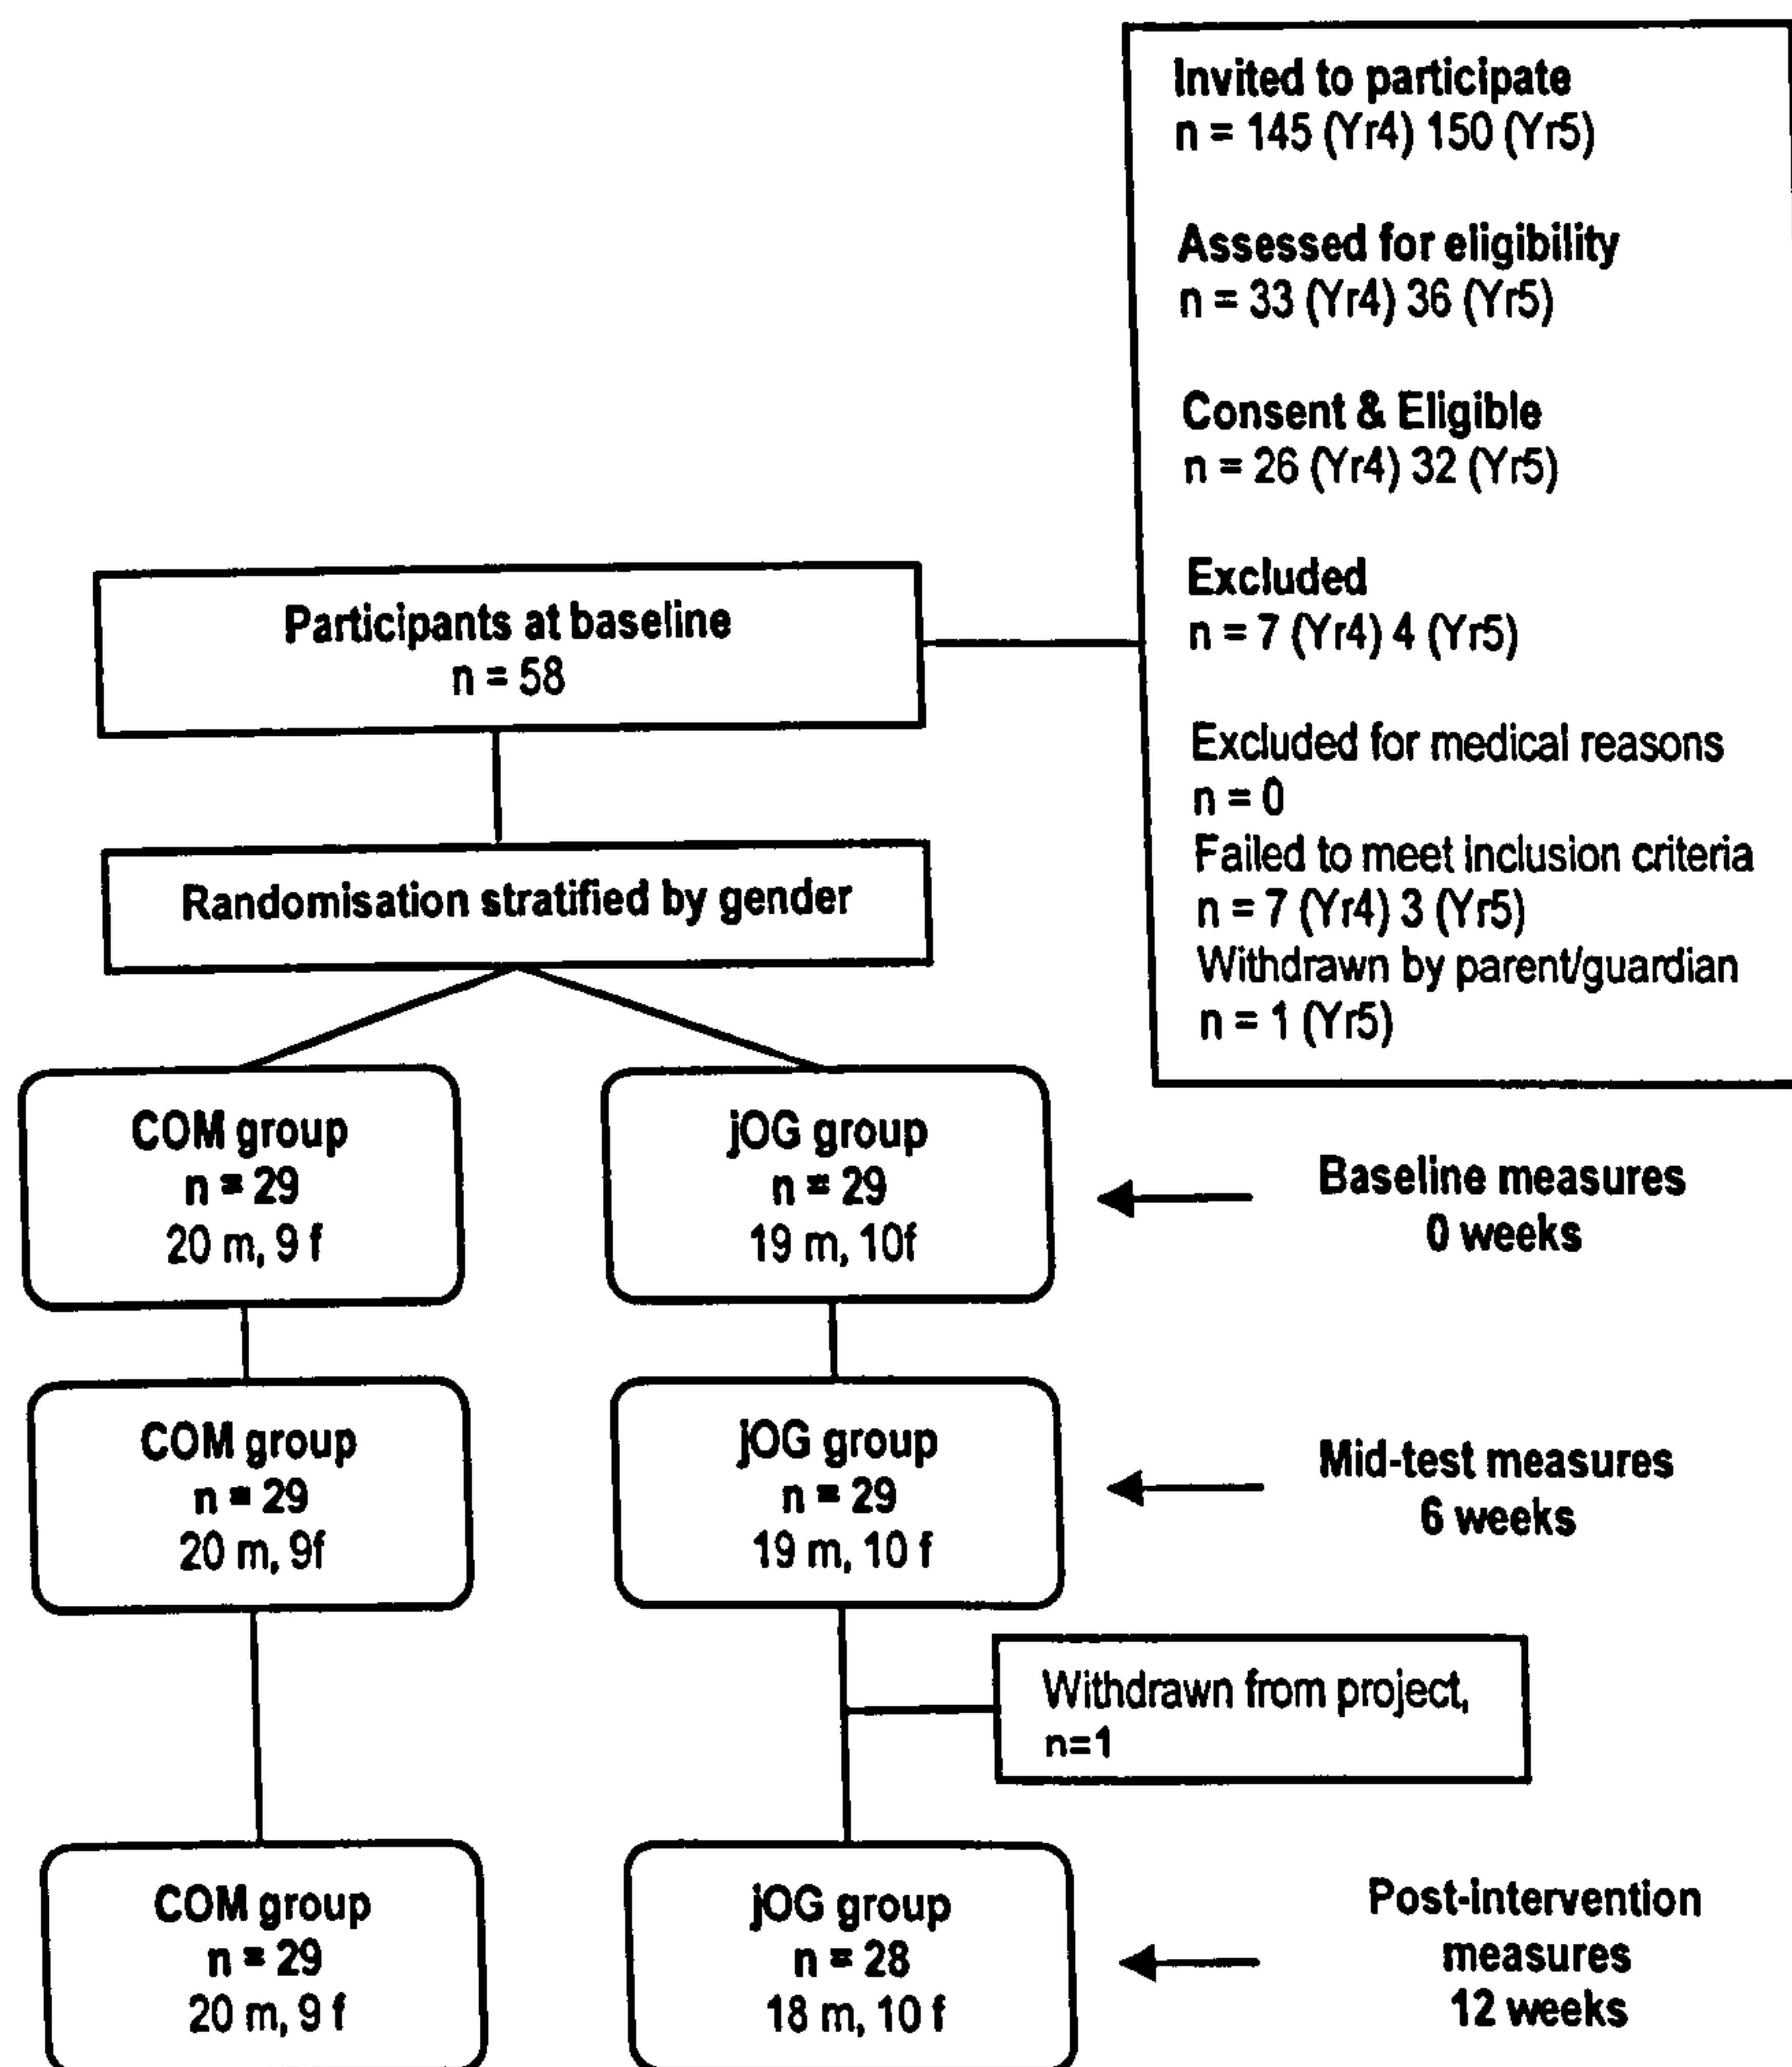 Invited to participate
n = 145 (Yr4) 150 (Yr5)
Assessed for eligibility
n = 33 (Yr4) 36 (Yr5)
Consent & Eligible
n = 26 (Yr4) 32 (Yr5)
Excluded
n = 7 (Yr4) 4 (Yr5)
Excluded for medical reasons
n = 0
Failed to meet inclusion criteria
n = 7 (Yr4) 3 (Yr5)
Withdrawn by parent/guardian
n = 1 (Yr5)
Participants at baseline
n = 58
Randomisation stratified by gender
COM group
n = 29
20 m, 9 f
jOG group
n = 29
19 m, 10f
Baseline measures
0 weeks
COM group
n = 29
20 m, 9f
jOG group
n = 29
19 m, 10 f
Mid-test measures
6 weeks
Withdrawn from project,
n=1
COM group
n = 29
20 m, 9 f
jOG group
n = 28
18 m, 10 f
Post-intervention
measures
12 weeks